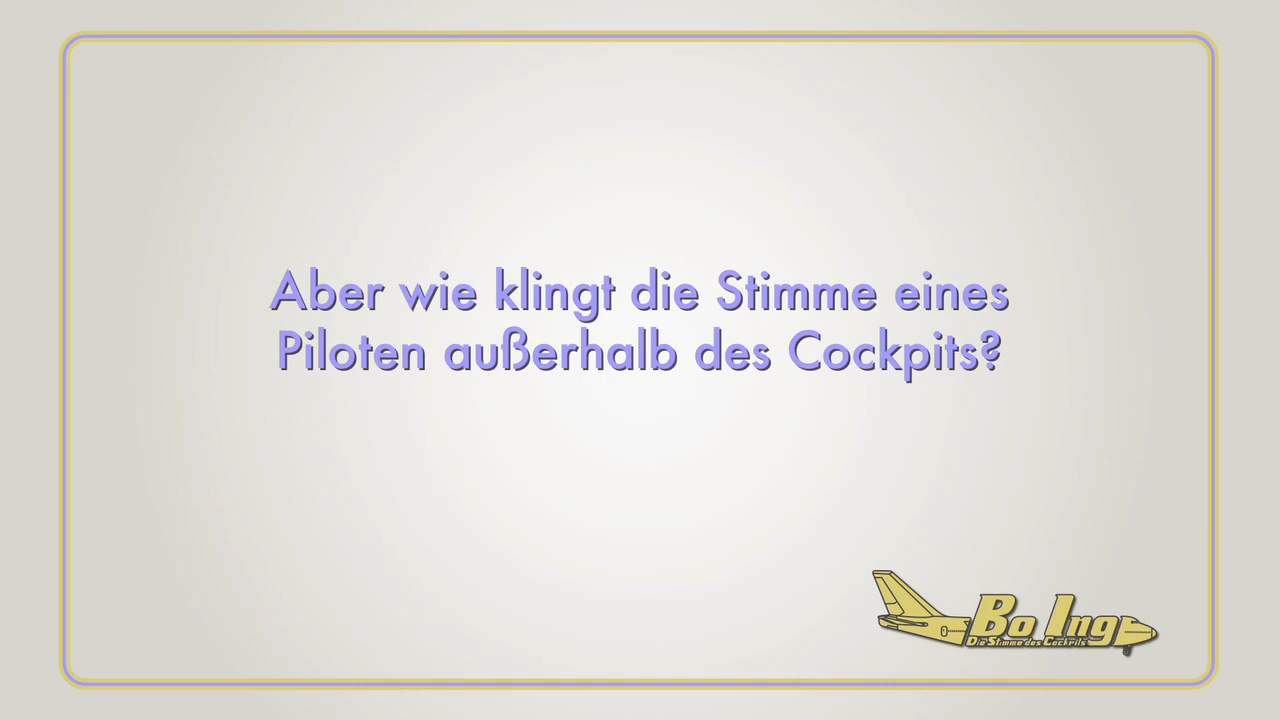 Aber wie klingt die Stimme eines
Piloten außerhalb des Cockpits?
Bo Ing
Die Stimme des Cockpits